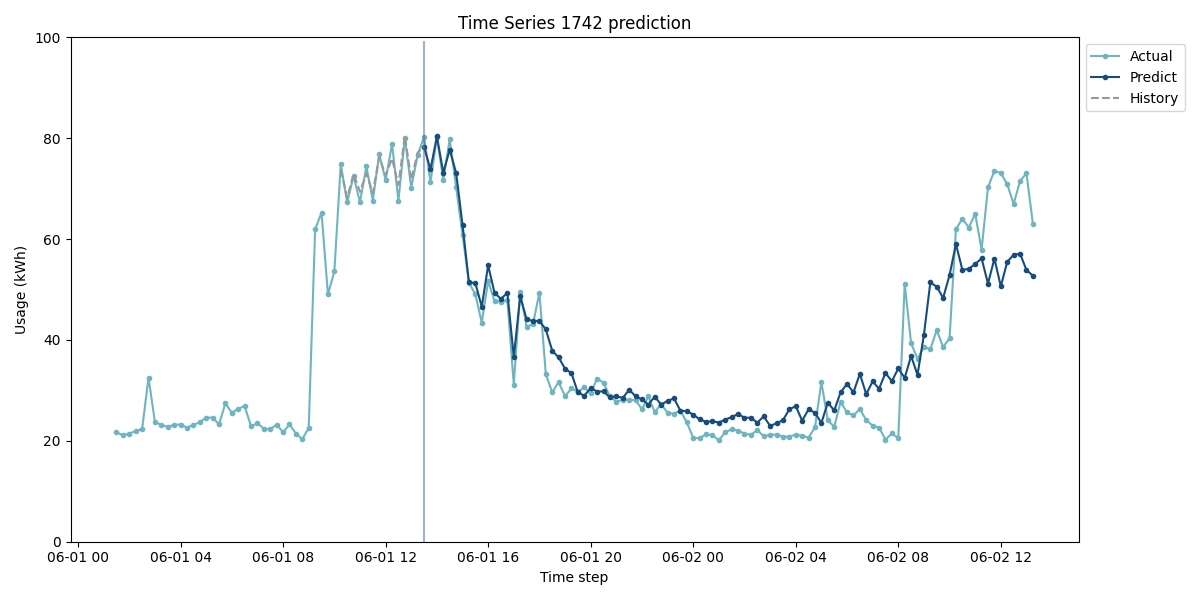 Time Series 1742 prediction
100
80
60
40
20
0
Usage (kWh)
06-01 00
06-01 04
06-01 08
06-01 12
06-01 16
06-01 20
06-02 00
06-02 04
06-02 08
06-02 12
Time step
Actual
Predict
History